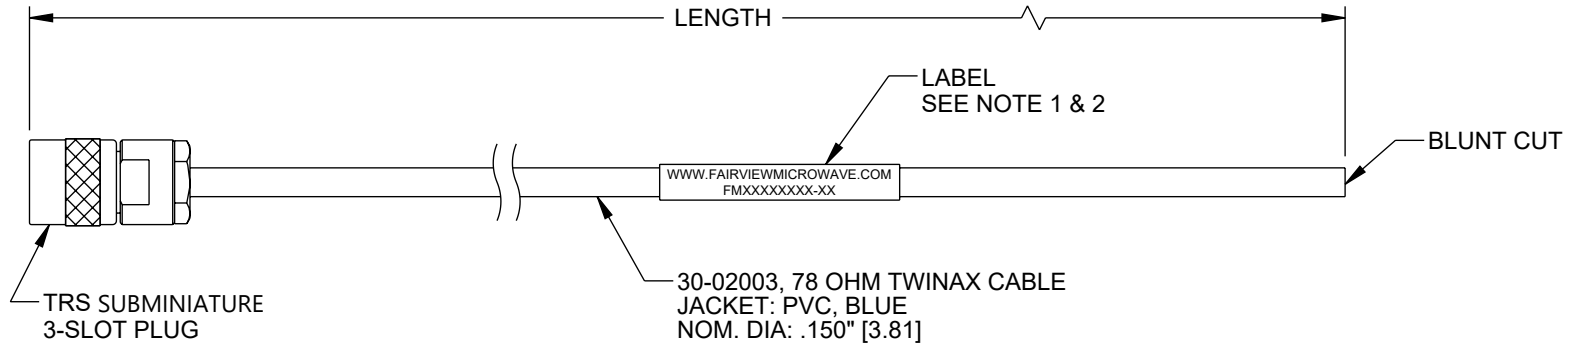 LENGTH
LABEL
SEE NOTE 1 & 2
BLUNT CUT
WWW.FAIRVIEWMICROWAVE.COM
FMXXXXXXXX-XX
30-02003, 78 OHM TWINAX CABLE
JACKET: PVC, BLUE
NOM. DIA: .150" [3.81]
TRS SUBMINIATURE
3-SLOT PLUG